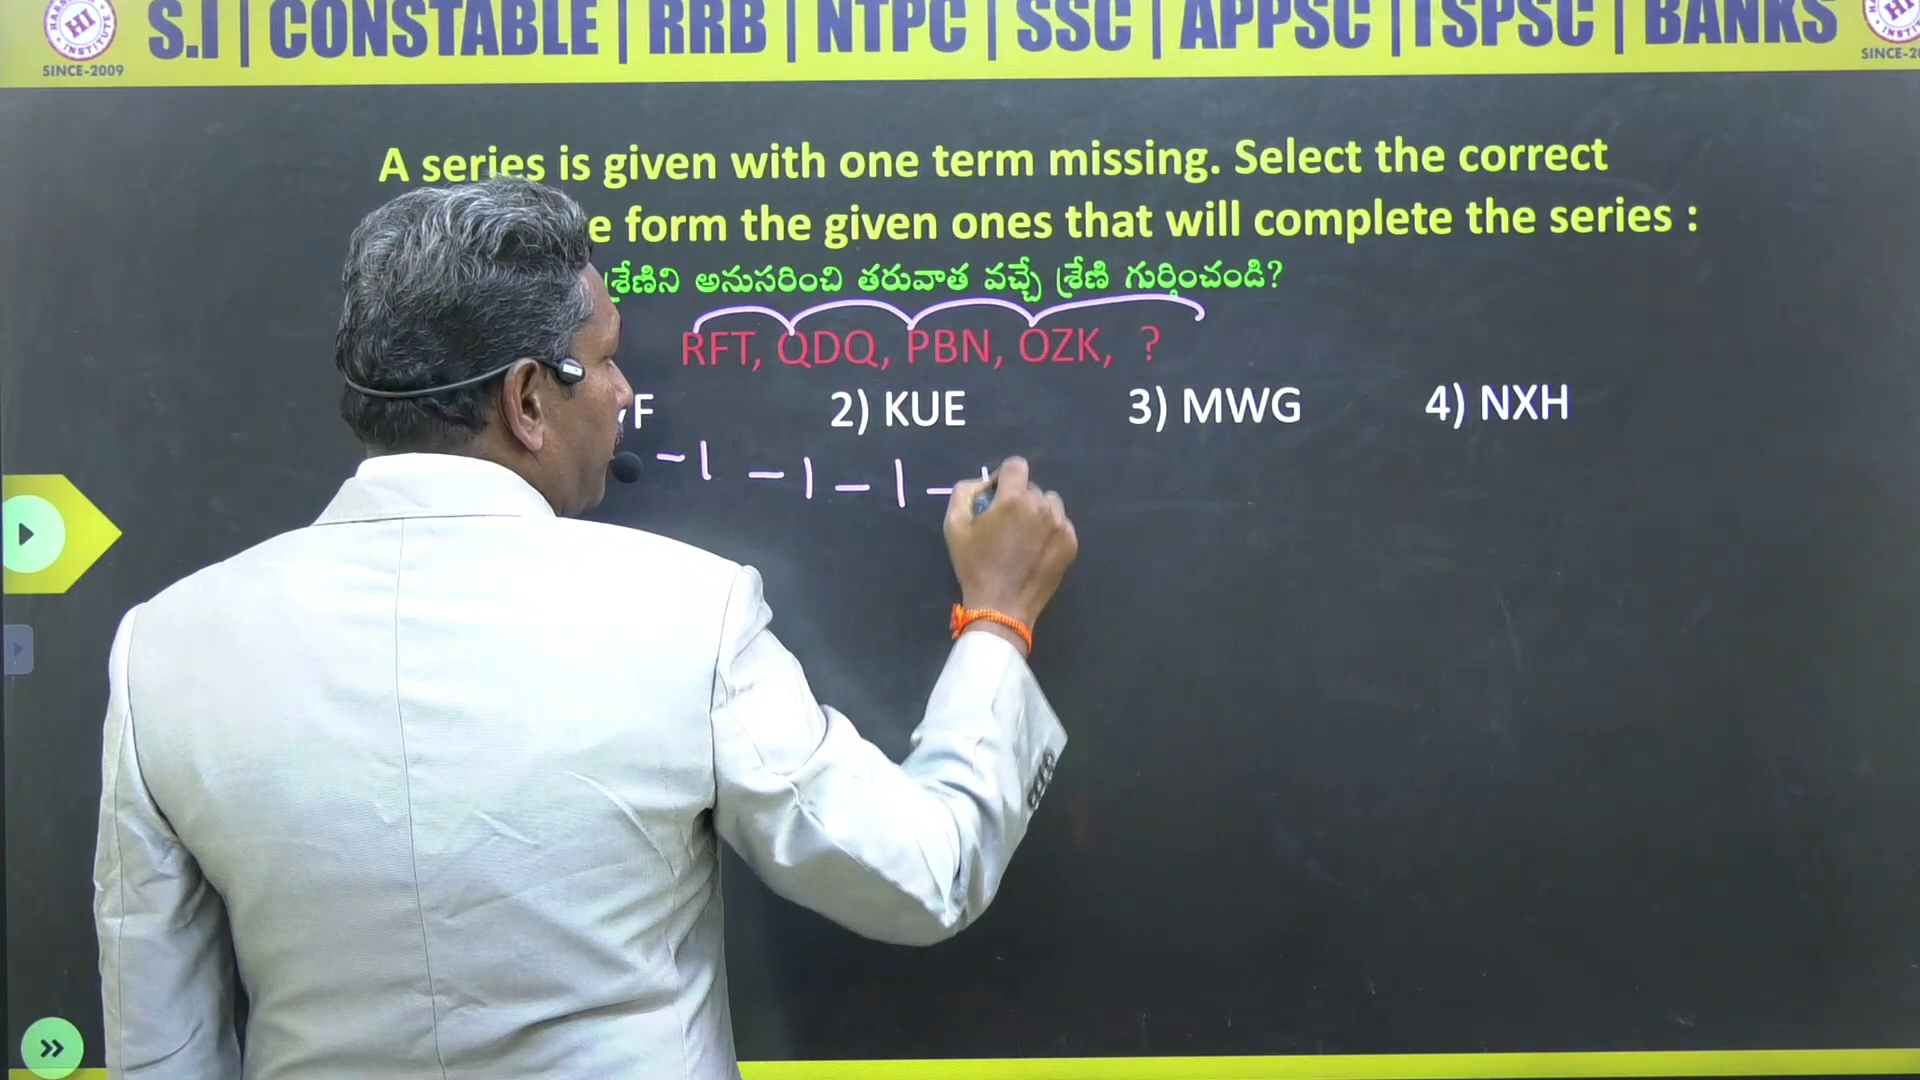 S.I | CONSTABLE | RRB | NTPC | SSC | APPSC | TSPSC | BANKS
HI
INSTITUTE
SINCE-2009
A series is given with one term missing. Select the correct
form the given ones that will complete the series :
శ్రేణిని అనుసరించి తరువాత వచ్చే శ్రేణి గుర్తించండి?
RFT, QDQ, PBN, OZK, ?
2) KUE 3) MWG 4) NXH
-1 -1 -1 -